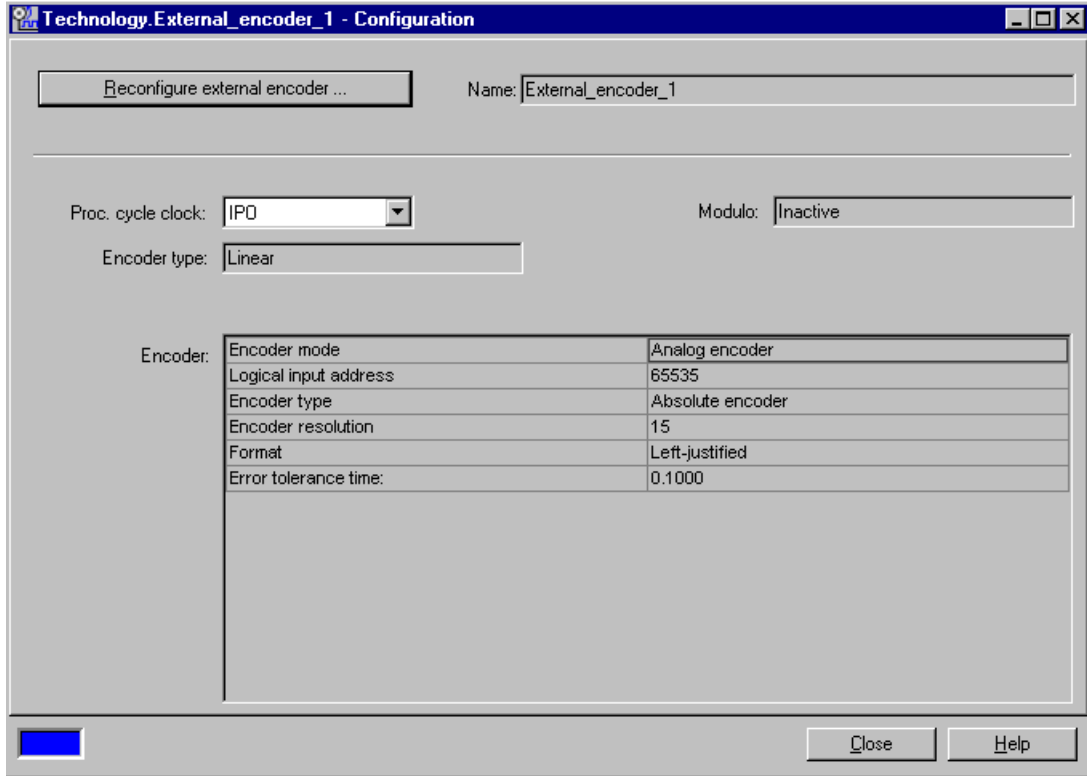 Technology.External_encoder_1 - Configuration
Reconfigure external encoder ...
Name: External_encoder_1
Proc. cycle clock: IPO
Modulo: Inactive
Encoder type: Linear
Encoder:
Encoder mode Analog encoder
Logical input address 65535
Encoder type Absolute encoder
Encoder resolution 15
Format Left-justified
Error tolerance time: 0.1000
Close
Help